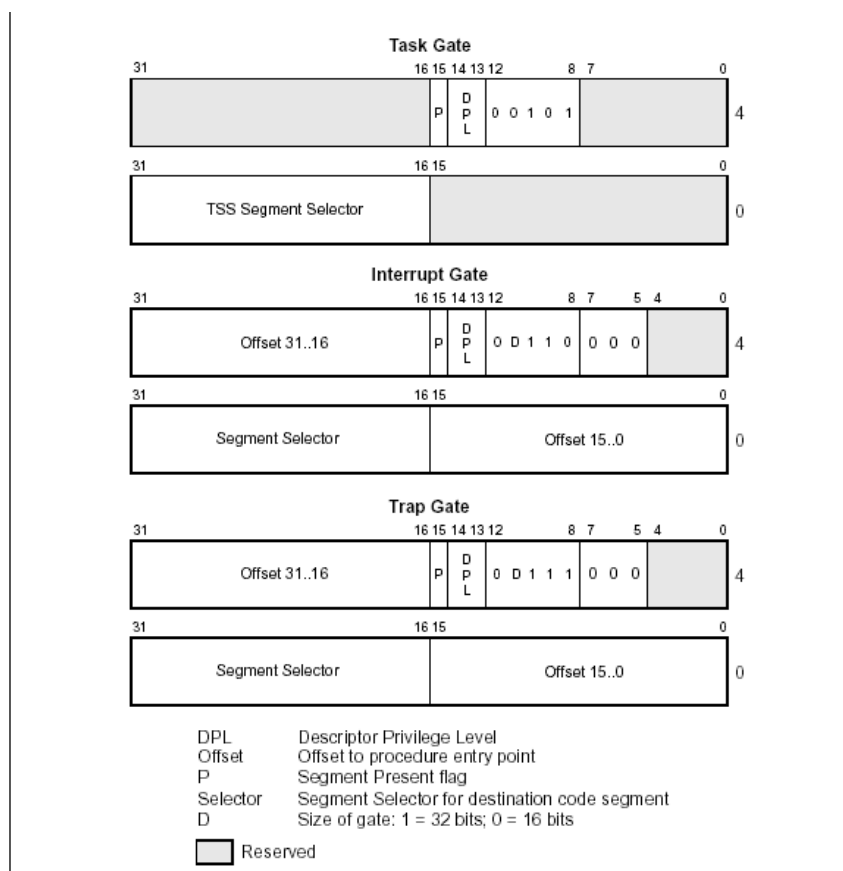 Task Gate
31 16 15 14 13 12 8 7 0
P D P L 0 0 1 0 1 4
31 16 15 0
TSS Segment Selector 0
Interrupt Gate
31 16 15 14 13 12 8 7 5 4 0
Offset 31..16 P D P L 0 D 1 1 0 0 0 0 4
31 16 15 0
Segment Selector Offset 15..0 0
Trap Gate
31 16 15 14 13 12 8 7 5 4 0
Offset 31..16 P D P L 0 D 1 1 1 0 0 0 4
31 16 15 0
Segment Selector Offset 15..0 0
DPL Descriptor Privilege Level
Offset Offset to procedure entry point
P Segment Present flag
Selector Segment Selector for destination code segment
D Size of gate: 1 = 32 bits; 0 = 16 bits
Reserved